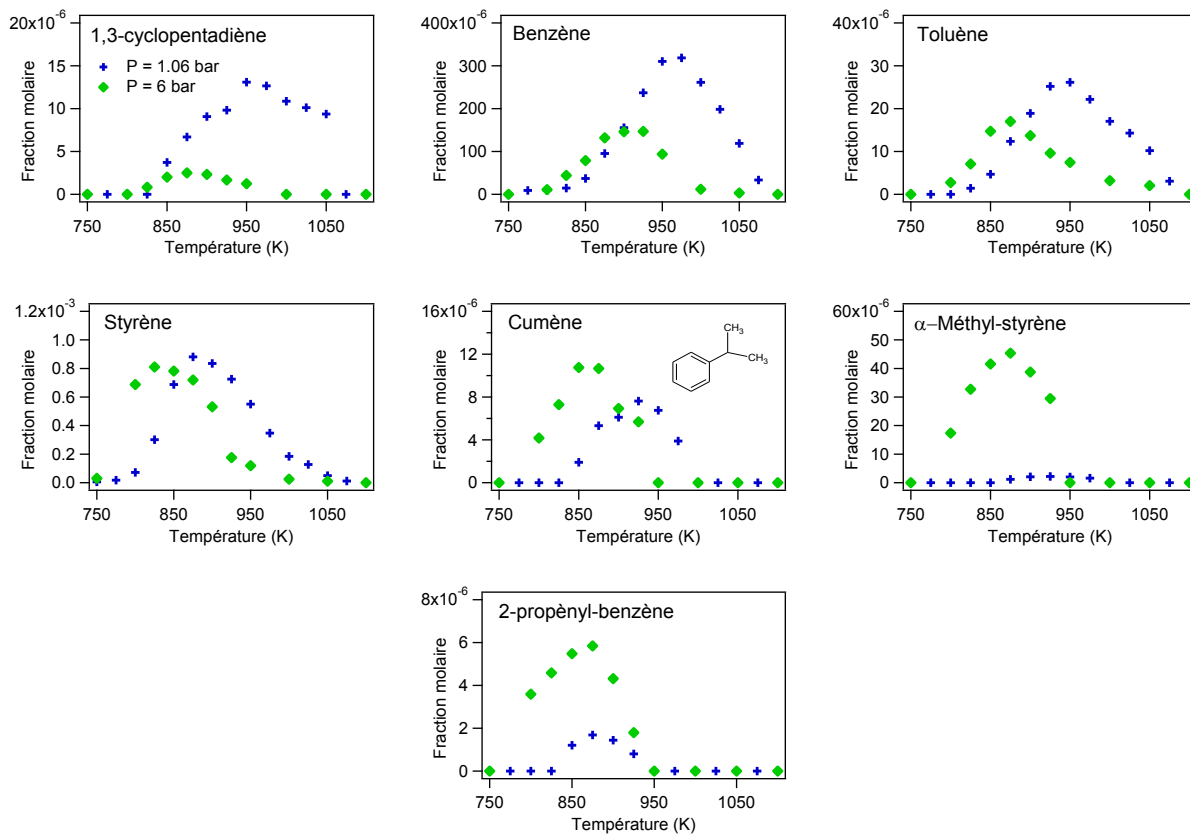 1,3-cyclopentadiène
P = 1.06 bar
P = 6 bar
20x10-6
15
10
5
0
Fraction molaire
750 850 950 1050
Température (K)
Benzène
400x10-6
300
200
100
0
Fraction molaire
750 850 950 1050
Température (K)
Toluène
40x10-6
30
20
10
0
Fraction molaire
750 850 950 1050
Température (K)
Styrène
1.2x10-3
1.0
0.8
0.6
0.4
0.2
0.0
Fraction molaire
750 850 950 1050
Température (K)
Cumène
CH3
CH3
16x10-6
12
8
4
0
Fraction molaire
750 850 950 1050
Température (K)
α−Méthyl-styrène
60x10-6
50
40
30
20
10
0
Fraction molaire
750 850 950 1050
Température (K)
2-propènyl-benzène
8x10-6
6
4
2
0
Fraction molaire
750 850 950 1050
Température (K)